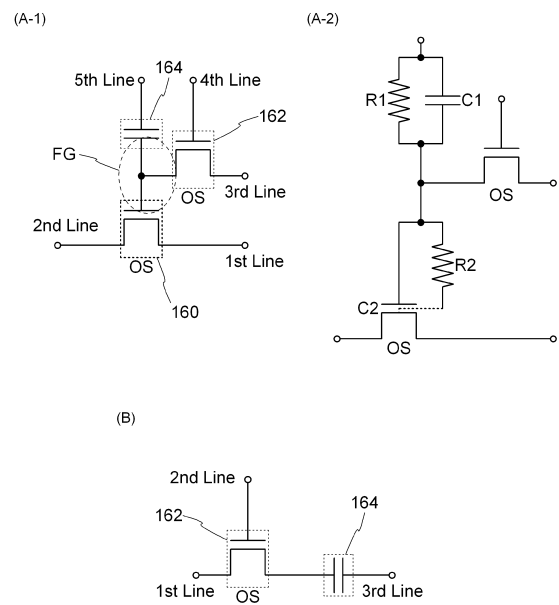 (A-1)
(A-2)
164
5th Line
4th Line
162
FG
3rd Line
OS
2nd Line
1st Line
OS
160
R1
C1
R2
C2
OS
(B)
2nd Line
162
164
1st Line
OS
3rd Line